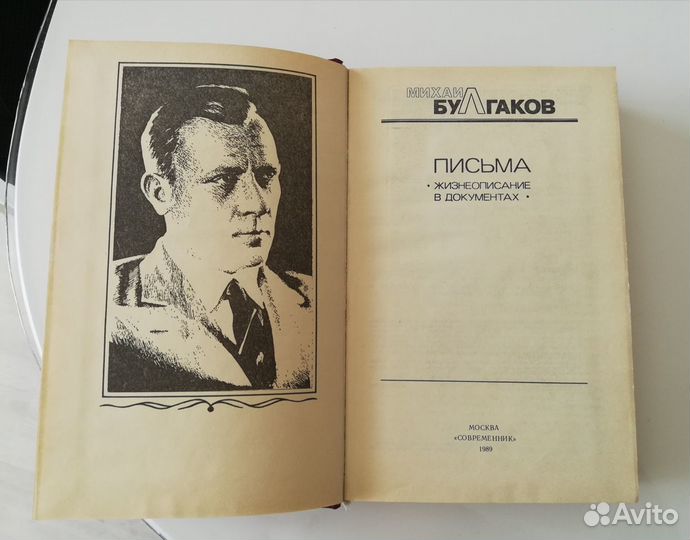 МИХАИЛ
БУЛГАКОВ
ПИСЬМА
• ЖИЗНЕОПИСАНИЕ
В ДОКУМЕНТАХ •
МОСКВА
«СОВРЕМЕННИК»
1989
Avito